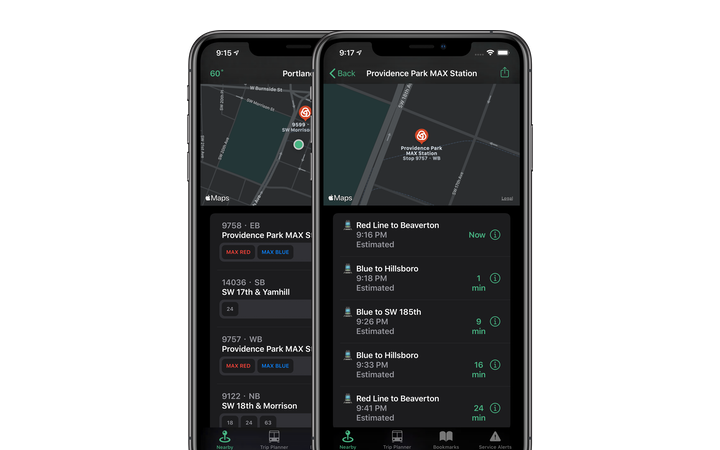 9:15
60°
Portlan
W Burnside St
SW Morrison St
SW 20th Pl
SW 20th Ave
9599 ·
SW Morriso
Maps
9758 · EB
Providence Park MAX S
MAX RED MAX BLUE
14036 · SB
SW 17th & Yamhill
24
9757 · WB
Providence Park MAX S
MAX RED MAX BLUE
9122 · NB
SW 18th & Morrison
18 24 63
Nearby
Trip Planner
9:17
Back
Providence Park MAX Station
SW 18th Ave
SW 17th Ave
Providence Park
MAX Station
Stop 9757 · WB
Maps
Legal
Red Line to Beaverton
9:16 PM
Estimated
Now
Blue to Hillsboro
9:18 PM
Estimated
1
min
Blue to SW 185th
9:26 PM
Estimated
9
min
Blue to Hillsboro
9:33 PM
Estimated
16
min
Red Line to Beaverton
9:41 PM
Estimated
24
min
Nearby
Trip Planner
Bookmarks
Service Alerts